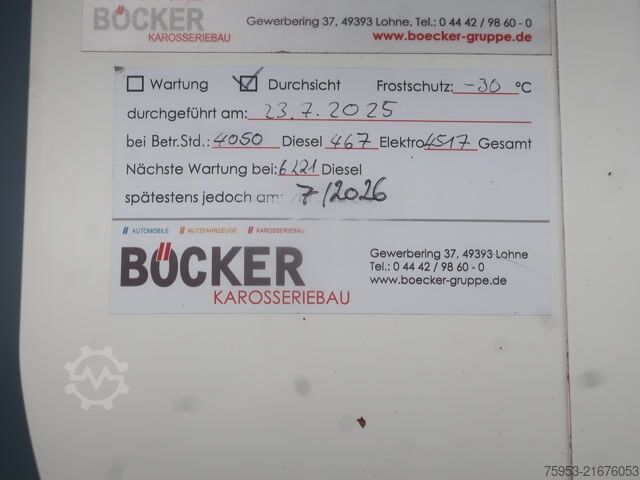 BÖCKER
KAROSSERIEBAU
Gewerbering 37, 49393 Lohne, Tel.: 0 44 42 / 98 60 - 0
www.boecker-gruppe.de
Wartung Durchsicht Frostschutz: -30 °C
durchgeführt am: 23.7.2025
bei Betr.Std.: 4050 Diesel 467 Elektro 4517 Gesamt
Nächste Wartung bei: 6221 Diesel
spätestens jedoch am: 7/2026
// AUTOMOBILE // NUTZFAHRZEUGE // KAROSSERIEBAU
BÖCKER
KAROSSERIEBAU
Gewerbering 37, 49393 Lohne
Tel.: 0 44 42 / 98 60 - 0
www.boecker-gruppe.de
75953-21676053